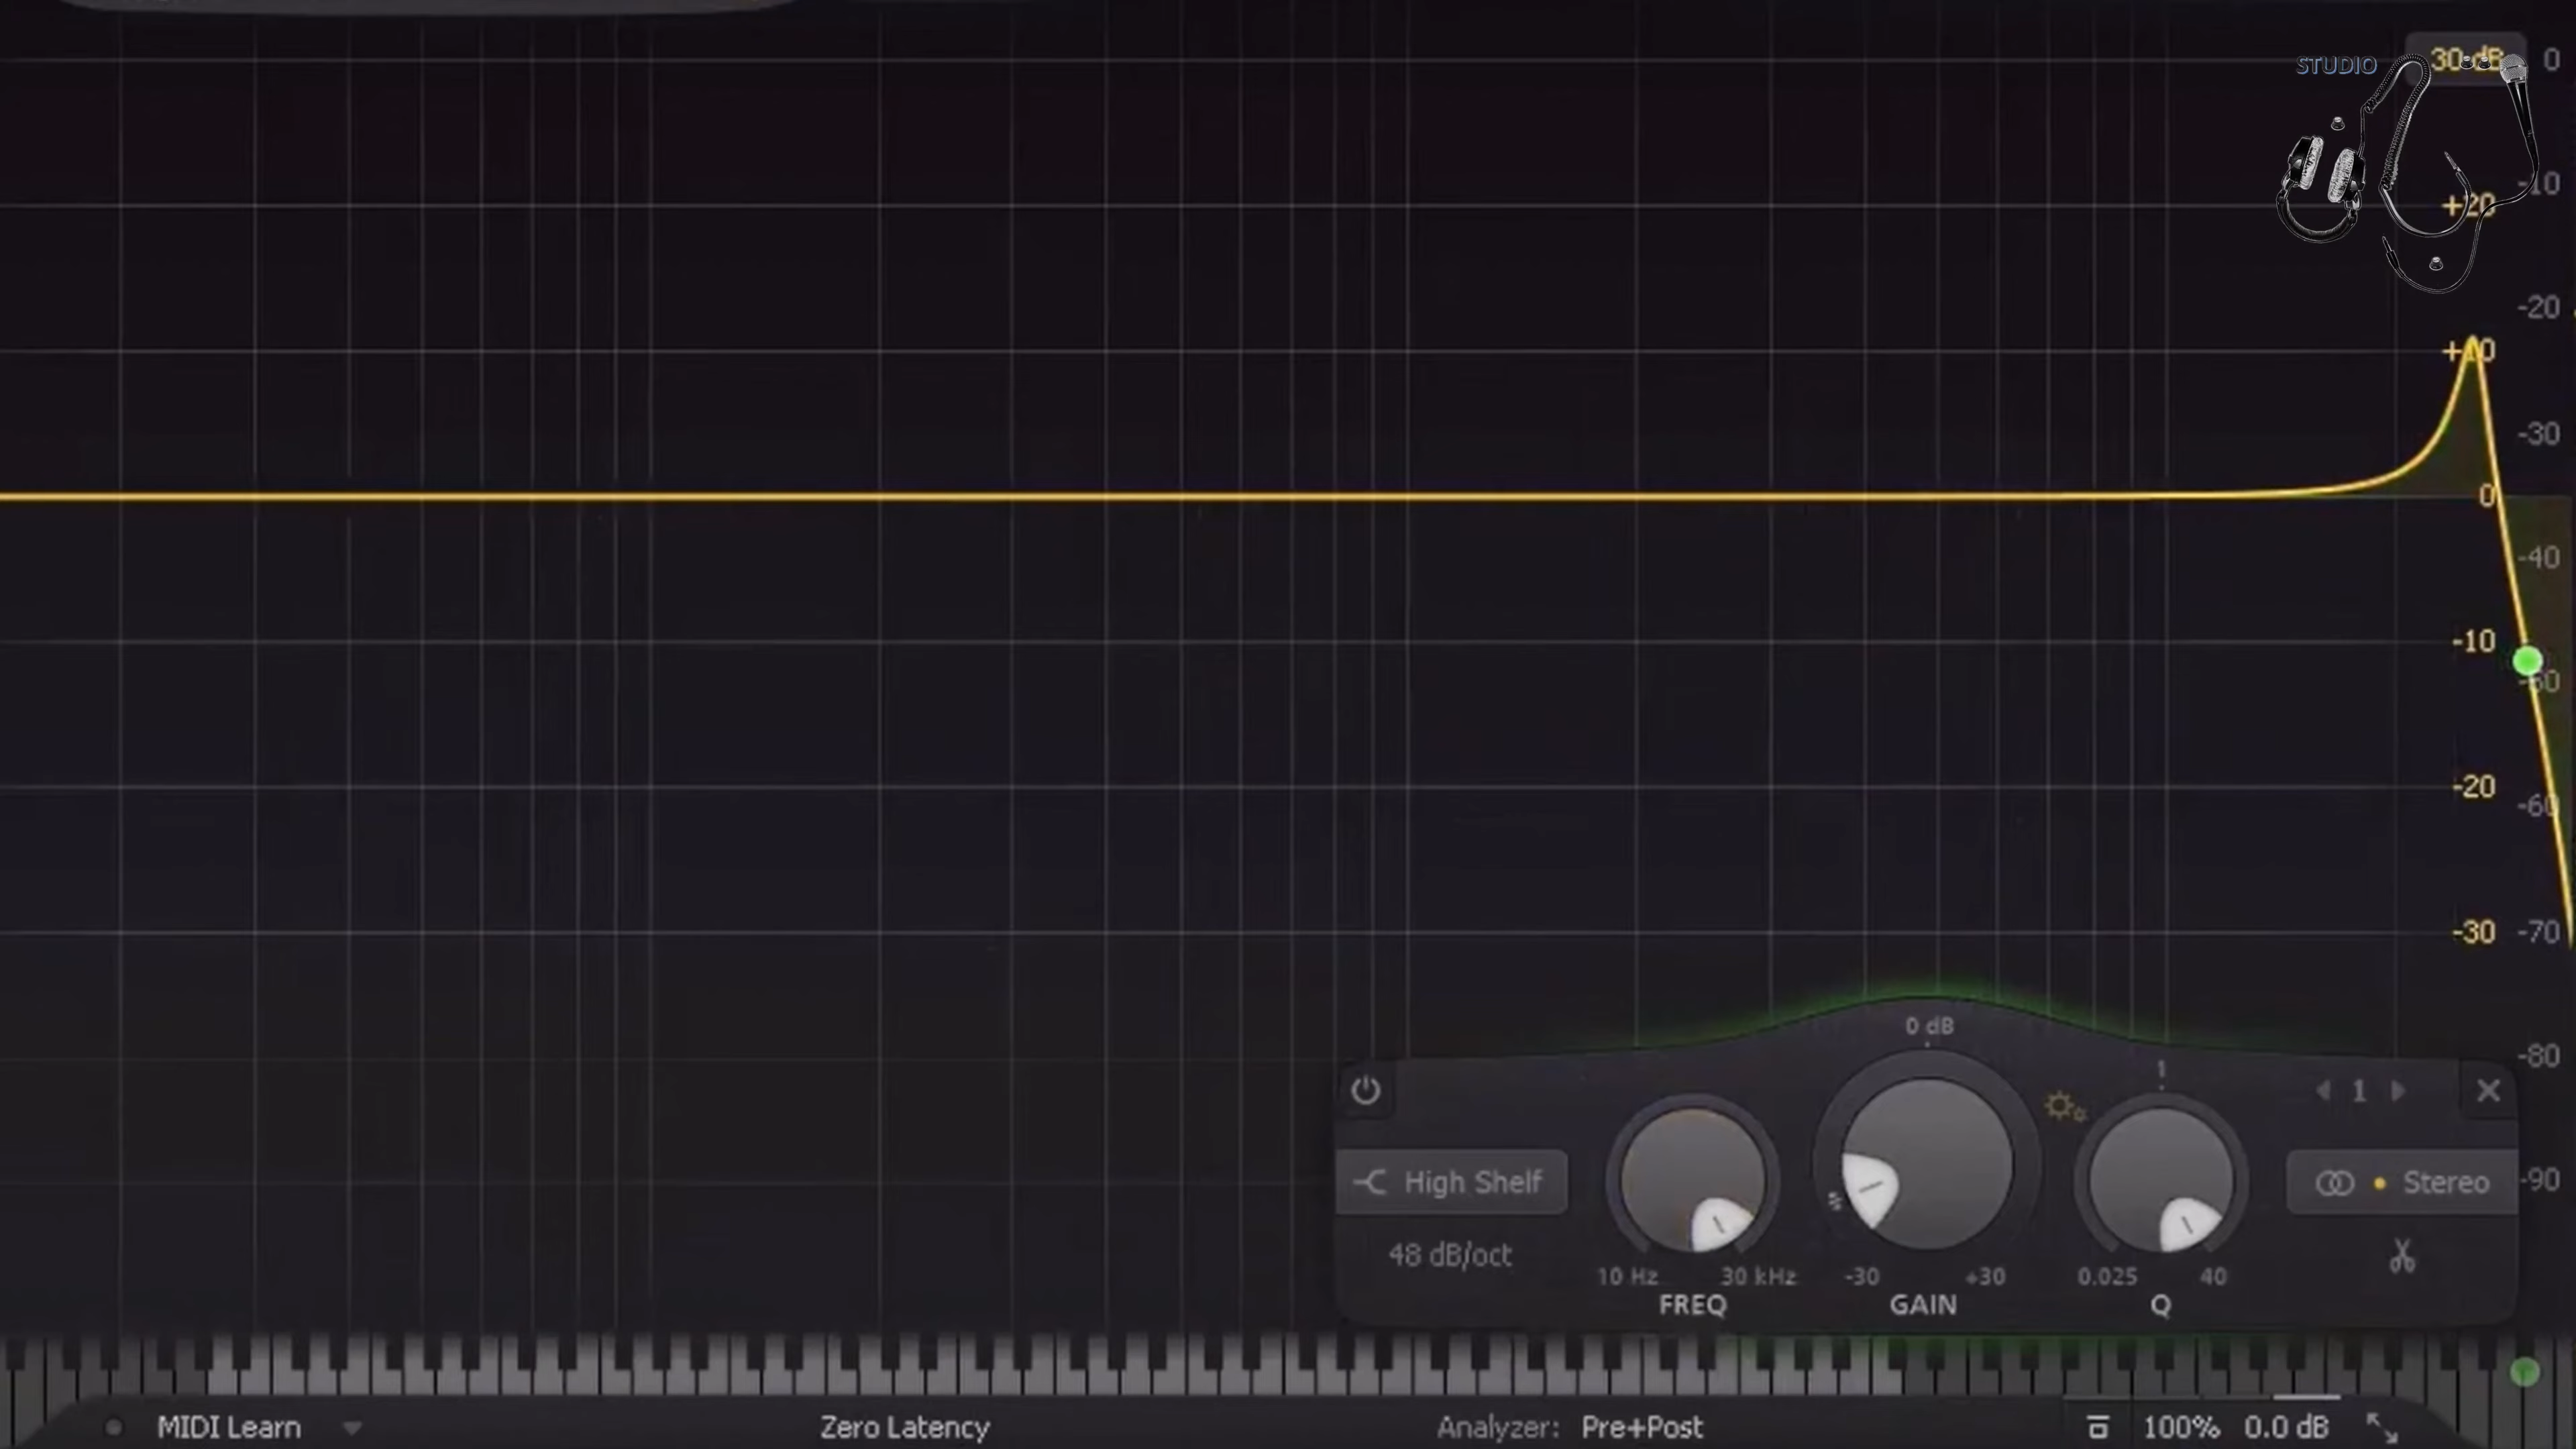 STUDIO
30 dB 0
-10
+20
-20
+10
-30
0
-40
-10
-20
-60
-30 -70
0 dB
-80
1
1
High Shelf
Stereo
-90
48 dB/oct
10 Hz 30 kHz
-30 +30
0.025 40
FREQ
GAIN
Q
MIDI Learn
Zero Latency
Analyzer: Pre+Post
100% 0.0 dB